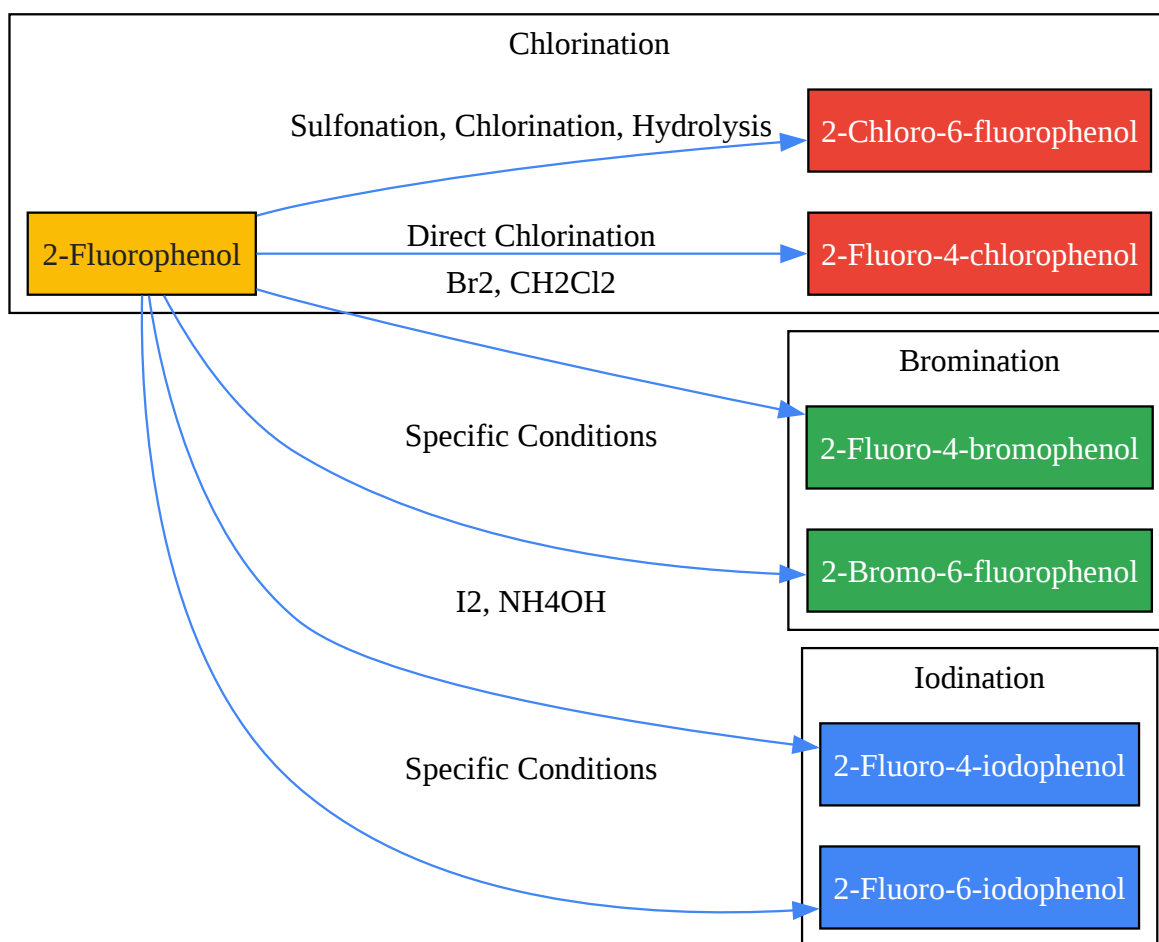 Chlorination
Sulfonation, Chlorination, Hydrolysis
2-Chloro-6-fluorophenol
2-Fluorophenol
Direct Chlorination
2-Fluoro-4-chlorophenol
Br2, CH2Cl2
Bromination
Specific Conditions
2-Fluoro-4-bromophenol
2-Bromo-6-fluorophenol
I2, NH4OH
Iodination
Specific Conditions
2-Fluoro-4-iodophenol
2-Fluoro-6-iodophenol